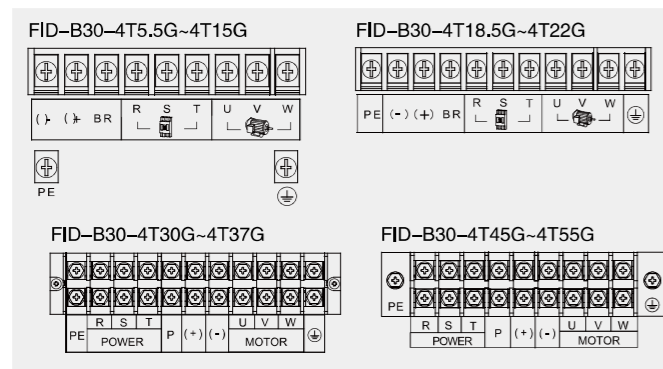 FID–B30–4T5.5G~4T15G
( )- ( )+ BR R S T U V W
PE
FID–B30–4T18.5G~4T22G
PE (-) (+) BR R S T U V W
FID–B30–4T30G~4T37G
PE R S T P (+) (-) U V W
POWER MOTOR
FID–B30–4T45G~4T55G
PE
R S T P (+) (-) U V W
POWER MOTOR